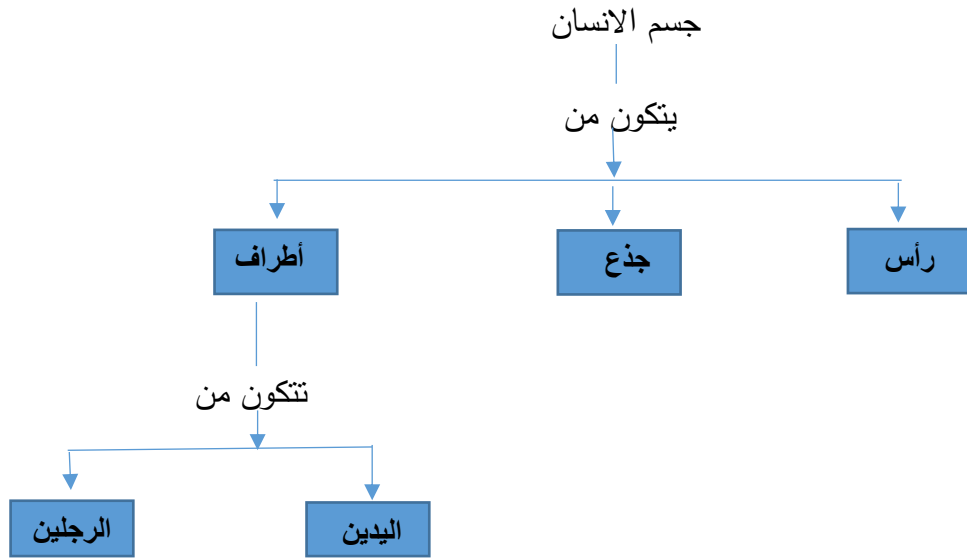 جسم الانسان
يتكون من
رأس
جذع
أطراف
تتكون من
اليدين
الرجلين